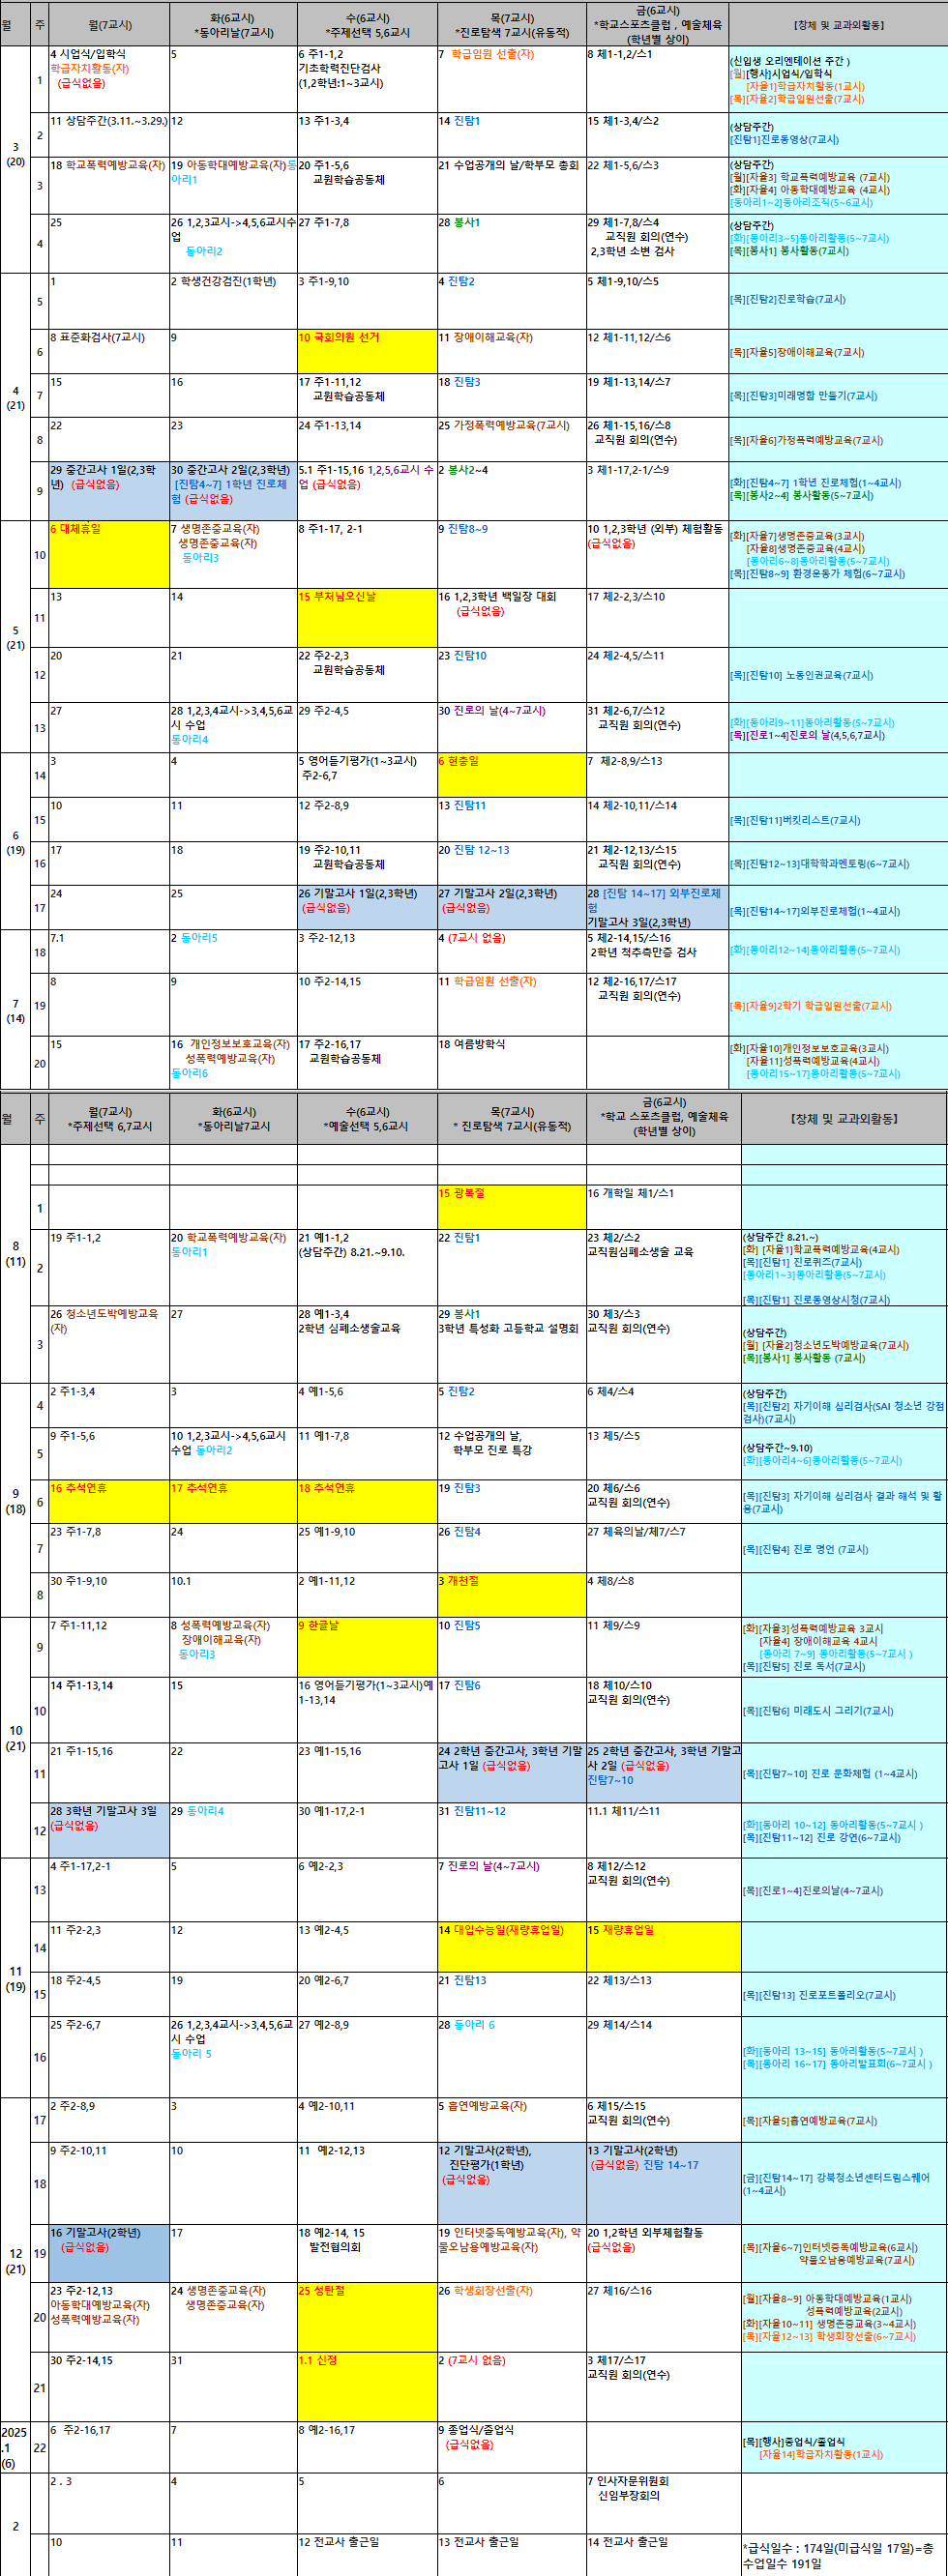 월 주 월(7교시) 화(6교시) 수(6교시) 목(7교시) 금(6교시) [창체 및 교과외활동]
*동아리날(7교시) *주제선택 5,6교시 *진로탐색 7교시(유동적) *학교스포츠클럽 , 예술체육
(학년별 상이)
3
(20)
1
4 시업식/입학식
학급자치활동(자)
(급식없음)
5
6 주1-1,2
기초학력진단검사
(1,2학년:1~3교시)
7 학급임원 선출(자)
8 체1-1,2/스1
(신입생 오리엔테이션 주간 )
[월][행사]시업식/입학식
[자율1]학급자치활동(1교시)
[목][자율2]학급임원선출(7교시)
2
11 상담주간(3.11.~3.29.)
12
13 주1-3,4
14 진탐1
15 체1-3,4/스2
(상담주간)
[진탐1]진로동영상(7교시)
3
18 학교폭력예방교육(자)
19 아동학대예방교육(자)동
아리1
20 주1-5,6
교원학습공동체
21 수업공개의 날/학부모 총회
22 체1-5,6/스3
(상담주간)
[월][자율3] 학교폭력예방교육 (7교시)
[화][자율4] 아동학대예방교육 (4교시)
[동아리1~2]동아리조직(5~6교시)
4
25
26 1,2,3교시->4,5,6교시수
업
동아리2
27 주1-7,8
28 봉사1
29 체1-7,8/스4
교직원 회의(연수)
2,3학년 소변 검사
(상담주간)
[화][동아리3~5]동아리활동(5~7교시)
[목][봉사1] 봉사활동(7교시)
4
(21)
5
1
2 학생건강검진(1학년)
3 주1-9,10
4 진탐2
5 체1-9,10/스5
[목][진탐2]진로학습(7교시)
6
8 표준화검사(7교시)
9
10 국회의원 선거
11 장애이해교육(자)
12 체1-11,12/스6
[목][자율5]장애이해교육(7교시)
7
15
16
17 주1-11,12
교원학습공동체
18 진탐3
19 체1-13,14/스7
[목][진탐3]미래명함 만들기(7교시)
8
22
23
24 주1-13,14
25 가정폭력예방교육(7교시)
26 체1-15,16/스8
교직원 회의(연수)
[목][자율6]가정폭력예방교육(7교시)
9
29 중간고사 1일(2,3학
년) (급식없음)
30 중간고사 2일(2,3학년)
[진탐4~7] 1학년 진로체
험 (급식없음)
5.1 주1-15,16 1,2,5,6교시 수
업 (급식없음)
2 봉사2~4
3 체1-17,2-1/스9
[화][진탐4~7] 1학년 진로체험(1~4교시)
[목][봉사2~4] 봉사활동(5~7교시)
5
(21)
10
6 대체휴일
7 생명존중교육(자)
생명존중교육(자)
동아리3
8 주1-17, 2-1
9 진탐8~9
10 1,2,3학년 (외부) 체험활동
(급식없음)
[화][자율7]생명존중교육(3교시)
[자율8]생명존중교육(4교시)
[동아리6~8]동아리활동(5~7교시)
[목][진탐8~9] 환경운동가 체험(6~7교시)
11
13
14
15 부처님오신날
16 1,2,3학년 백일장 대회
(급식없음)
17 체2-2,3/스10
12
20
21
22 주2-2,3
교원학습공동체
23 진탐10
24 체2-4,5/스11
[목][진탐10] 노동인권교육(7교시)
13
27
28 1,2,3,4교시->3,4,5,6교
시 수업
동아리4
29 주2-4,5
30 진로의 날(4~7교시)
31 체2-6,7/스12
교직원 회의(연수)
[화][동아리9~11]동아리활동(5~7교시)
[목][진로1~4]진로의 날(4,5,6,7교시)
6
(19)
14
3
4
5 영어듣기평가(1~3교시)
주2-6,7
6 현충일
7 체2-8,9/스13
15
10
11
12 주2-8,9
13 진탐11
14 체2-10,11/스14
[목][진탐11]버킷리스트(7교시)
16
17
18
19 주2-10,11
교원학습공동체
20 진탐 12~13
21 체2-12,13/스15
교직원 회의(연수)
[목][진탐12~13]대학학과멘토링(6~7교시)
17
24
25
26 기말고사 1일(2,3학년)
(급식없음)
27 기말고사 2일(2,3학년)
(급식없음)
28 [진탐 14~17] 외부진로체
험
기말고사 3일(2,3학년)
[목][진탐14~17]외부진로체험(1~4교시)
7
(14)
18
7.1
2 동아리5
3 주2-12,13
4 (7교시 없음)
5 체2-14,15/스16
2학년 척추측만증 검사
[화][동아리12~14]동아리활동(5~7교시)
19
8
9
10 주2-14,15
11 학급임원 선출(자)
12 체2-16,17/스17
교직원 회의(연수)
[목][자율9]2학기 학급임원선출(7교시)
20
15
16 개인정보보호교육(자)
성폭력예방교육(자)
동아리6
17 주2-16,17
교원학습공동체
18 여름방학식
[화][자율10]개인정보보호교육(3교시)
[자율11]성폭력예방교육(4교시)
[동아리15~17]동아리활동(5~7교시)
월 주 월(7교시) 화(6교시) 수(6교시) 목(7교시) 금(6교시) [창체 및 교과외활동]
*주제선택 6,7교시 *동아리날7교시) *예술선택 5,6교시 * 진로탐색 7교시(유동적) *학교 스포츠클럽, 예술체육
(학년별 상이)
8
(11)
1
15 광복절
16 개학일 체1/스1
2
19 주1-1,2
20 학교폭력예방교육(자)
동아리1
21 예1-1,2
(상담주간) 8.21.~9.10.
22 진탐1
23 체2/스2
교직원심폐소생술 교육
(상담주간 8.21.~)
[화] [자율1]학교폭력예방교육(4교시)
[목][진탐1] 진로퀴즈(7교시)
[동아리1~3]동아리활동(5~7교시)
[목][진탐1] 진로동영상시청(7교시)
3
26 청소년도박예방교육
(자)
27
28 예1-3,4
2학년 심폐소생술교육
29 봉사1
3학년 특성화 고등학교 설명회
30 체3/스3
교직원 회의(연수)
(상담주간)
[월] [자율2]청소년도박예방교육(7교시)
[목][봉사1] 봉사활동 (7교시)
9
(18)
4
2 주1-3,4
3
4 예1-5,6
5 진탐2
6 체4/스4
(상담주간)
[목][진탐2] 자기이해 심리검사(SAI 청소년 강점
검사)(7교시)
5
9 주1-5,6
10 1,2,3교시->4,5,6교시
수업 동아리2
11 예1-7,8
12 수업공개의 날,
학부모 진로 특강
13 체5/스5
(상담주간~9.10)
[화][동아리4~6]동아리활동(5~7교시)
6
16 추석연휴
17 추석연휴
18 추석연휴
19 진탐3
20 체6/스6
교직원 회의(연수)
[목][진탐3] 자기이해 심리검사 결과 해석 및 활
용(7교시)
7
23 주1-7,8
24
25 예1-9,10
26 진탐4
27 체육의날/체7/스7
[목][진탐4] 진로 명언 (7교시)
8
30 주1-9,10
10.1
2 예1-11,12
3 개천절
4 체8/스8
10
(21)
9
7 주1-11,12
8 성폭력예방교육(자)
장애이해교육(자)
동아리3
9 한글날
10 진탐5
11 체9/스9
[화][자율3]성폭력예방교육 3교시
[자율4] 장애이해교육 4교시
[동아리 7~9] 동아리활동(5~7교시 )
[목][진탐5] 진로 독서(7교시)
10
14 주1-13,14
15
16 영어듣기평가(1~3교시)예
1-13,14
17 진탐6
18 체10/스10
교직원 회의(연수)
[목][진탐6] 미래도시 그리기(7교시)
11
21 주1-15,16
22
23 예1-15,16
24 2학년 중간고사, 3학년 기말
고사 1일 (급식없음)
25 2학년 중간고사, 3학년 기말고
사 2일 (급식없음)
진탐7~10
[목][진탐7~10] 진로 문화체험 (1~4교시)
12
28 3학년 기말고사 3일
(급식없음)
29 동아리4
30 예1-17,2-1
31 진탐11~12
11.1 체11/스11
[화][동아리 10~12] 동아리활동(5~7교시 )
[목][진탐11~12] 진로 강연(6~7교시)
11
(19)
13
4 주1-17,2-1
5
6 예2-2,3
7 진로의 날(4~7교시)
8 체12/스12
교직원 회의(연수)
[목][진로1~4]진로의날(4~7교시)
14
11 주2-2,3
12
13 예2-4,5
14 대입수능일(재량휴업일)
15 재량휴업일
15
18 주2-4,5
19
20 예2-6,7
21 진탐13
22 체13/스13
[목][진탐13] 진로포트폴리오(7교시)
16
25 주2-6,7
26 1,2,3,4교시->3,4,5,6교
시 수업
동아리 5
27 예2-8,9
28 동아리 6
29 체14/스14
[화][동아리 13~15] 동아리활동(5~7교시 )
[목][동아리 16~17] 동아리발표회(6~7교시 )
12
(21)
17
2 주2-8,9
3
4 예2-10,11
5 흡연예방교육(자)
6 체15/스15
교직원 회의(연수)
[목][자율5]흡연예방교육(7교시)
18
9 주2-10,11
10
11 예2-12,13
12 기말고사(2학년),
진단평가(1학년)
(급식없음)
13 기말고사(2학년)
(급식없음) 진탐 14~17
[금][진탐14~17] 강북청소년센터드림스퀘어
(1~4교시)
19
16 기말고사(2학년)
(급식없음)
17
18 예2-14, 15
발전협의회
19 인터넷중독예방교육(자), 약
물오남용예방교육(자)
20 1,2학년 외부체험활동
(급식없음)
[목][자율6~7]인터넷중독예방교육(6교시)
약물오남용예방교육(7교시)
20
23 주2-12,13
아동학대예방교육(자)
성폭력예방교육(자)
24 생명존중교육(자)
생명존중교육(자)
25 성탄절
26 학생회장선출(자)
27 체16/스16
[월][자율8~9] 아동학대예방교육(1교시)
성폭력예방교육(2교시)
[화][자율10~11] 생명존중교육(3~4교시)
[목][자율12~13] 학생회장선출(6~7교시)
21
30 주2-14,15
31
1.1 신정
2 (7교시 없음)
3 체17/스17
교직원 회의(연수)
2025
.1
(6)
22
6 주2-16,17
7
8 예2-16,17
9 종업식/졸업식
(급식없음)
[목][행사]종업식/졸업식
[자율14]학급자치활동(1교시)
2
2 . 3
4
5
6
7 인사자문위원회
신임부장회의
10
11
12 전교사 출근일
13 전교사 출근일
14 전교사 출근일
*급식일수 : 174일(미급식일 17일)=총
수업일수 191일